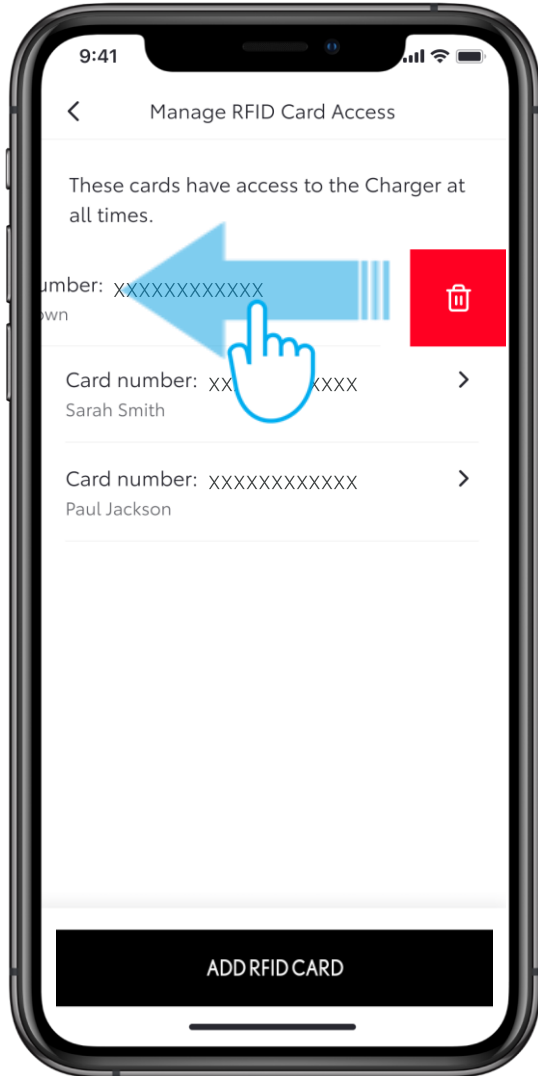 9:41
Manage RFID Card Access
These cards have access to the Charger at
all times.
umber: XXXXXXXXXXXX
own
Card number: XX XXXX
Sarah Smith
Card number: XXXXXXXXXXXX
Paul Jackson
ADD RFID CARD